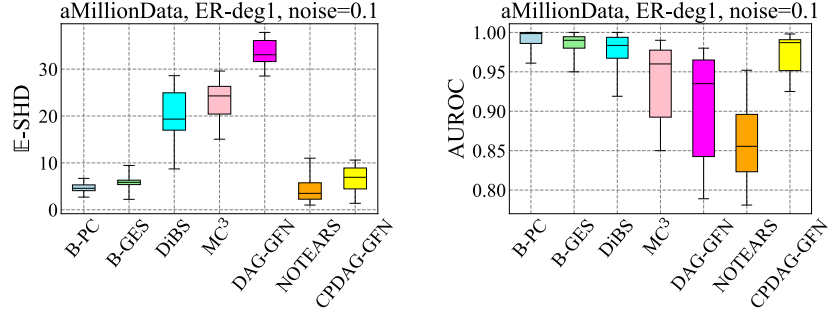 aMillionData, ER-deg1, noise=0.1
𝔼-SHD
30
20
10
0
B-PC
B-GES
DiBS
MC³
DAG-GFN
NOTEARS
CPDAG-GFN
aMillionData, ER-deg1, noise=0.1
AUROC
1.00
0.95
0.90
0.85
0.80
B-PC
B-GES
DiBS
MC³
DAG-GFN
NOTEARS
CPDAG-GFN